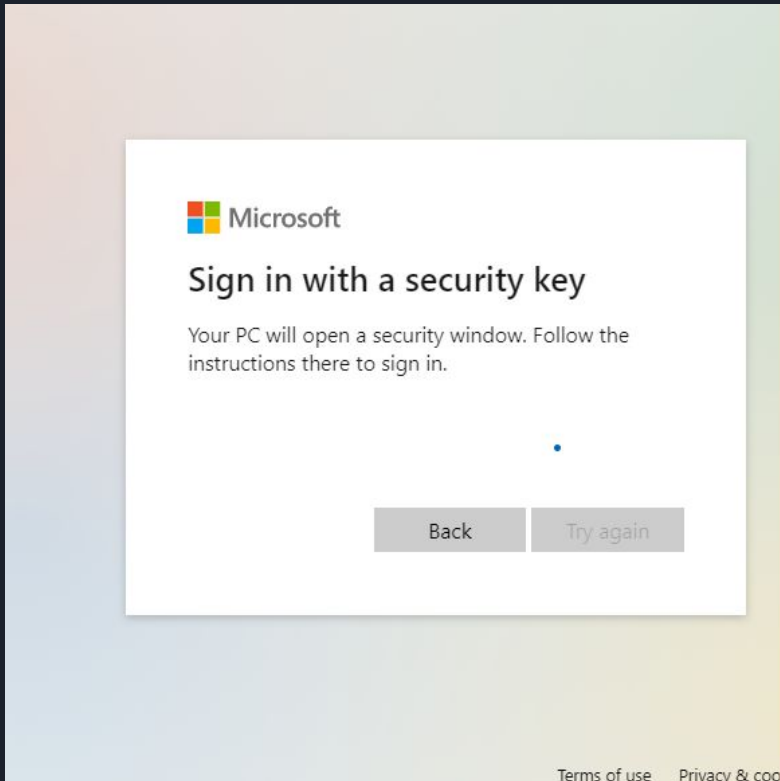 Microsoft
Sign in with a security key
Your PC will open a security window. Follow the
instructions there to sign in.
Back
Try again
Terms of use
Privacy &